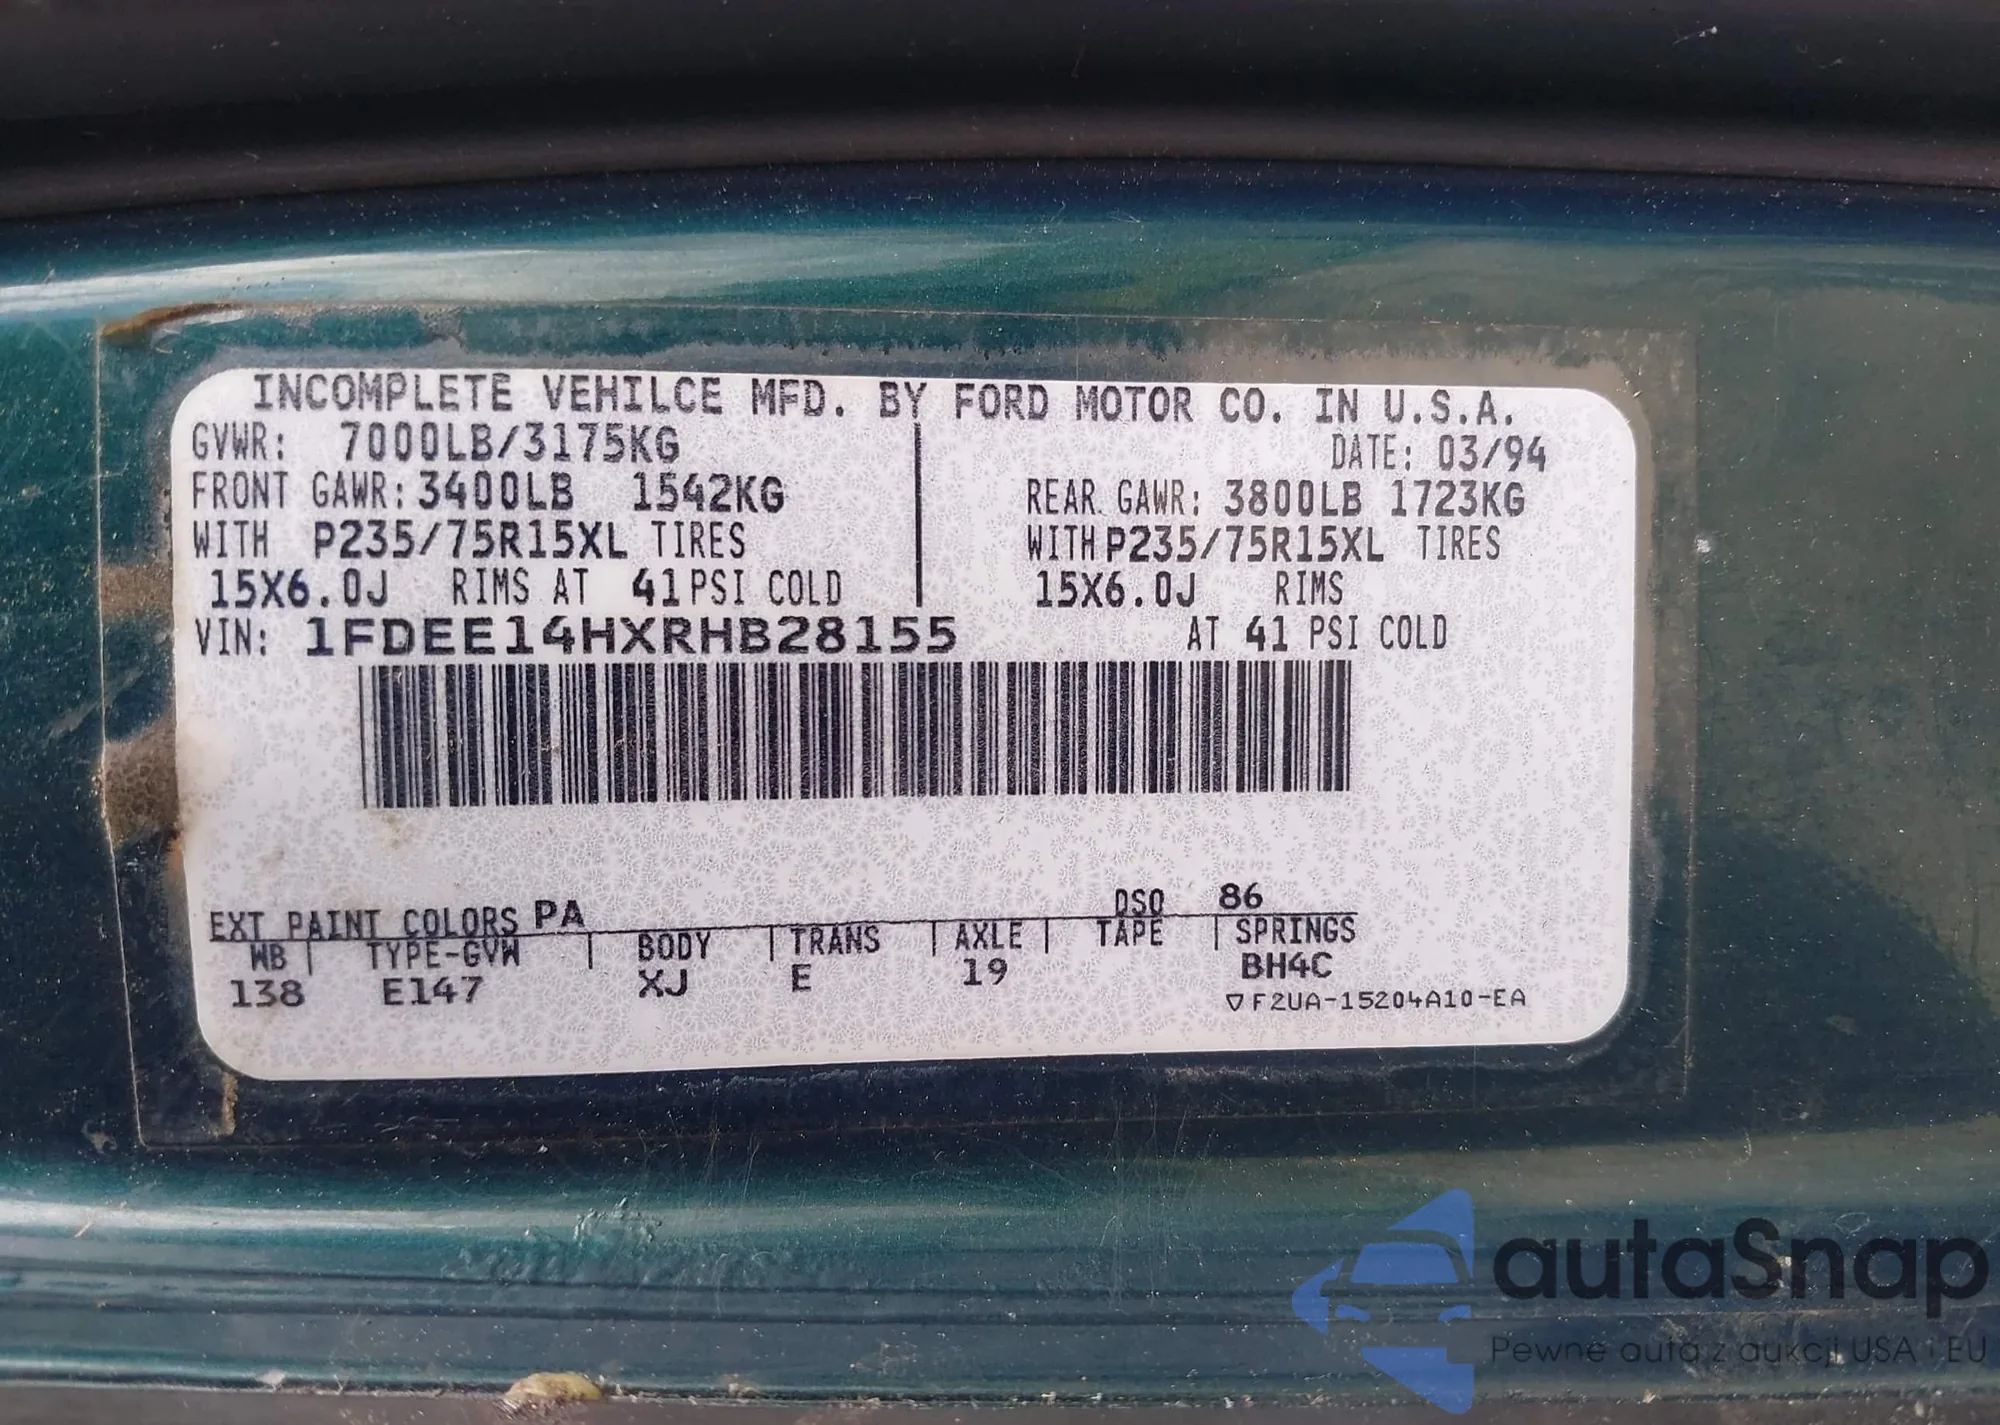 INCOMPLETE VEHILCE MFD. BY FORD MOTOR CO. IN U.S.A.
GVWR: 7000LB/3175KG DATE: 03/94
FRONT GAWR: 3400LB 1542KG REAR GAWR: 3800LB 1723KG
WITH P235/75R15XL TIRES WITH P235/75R15XL TIRES
15X6.0J RIMS AT 41 PSI COLD 15X6.0J RIMS
VIN: 1FDEE14HXRHB28155 AT 41 PSI COLD
EXT PAINT COLORS PA DSO 86
WB | TYPE-GVW | BODY | TRANS | AXLE | TAPE | SPRINGS
138 E147 XJ E 19 BH4C
▽F2UA-15204A10-EA
autaSnap
Pewne auta z aukcji USA i EU